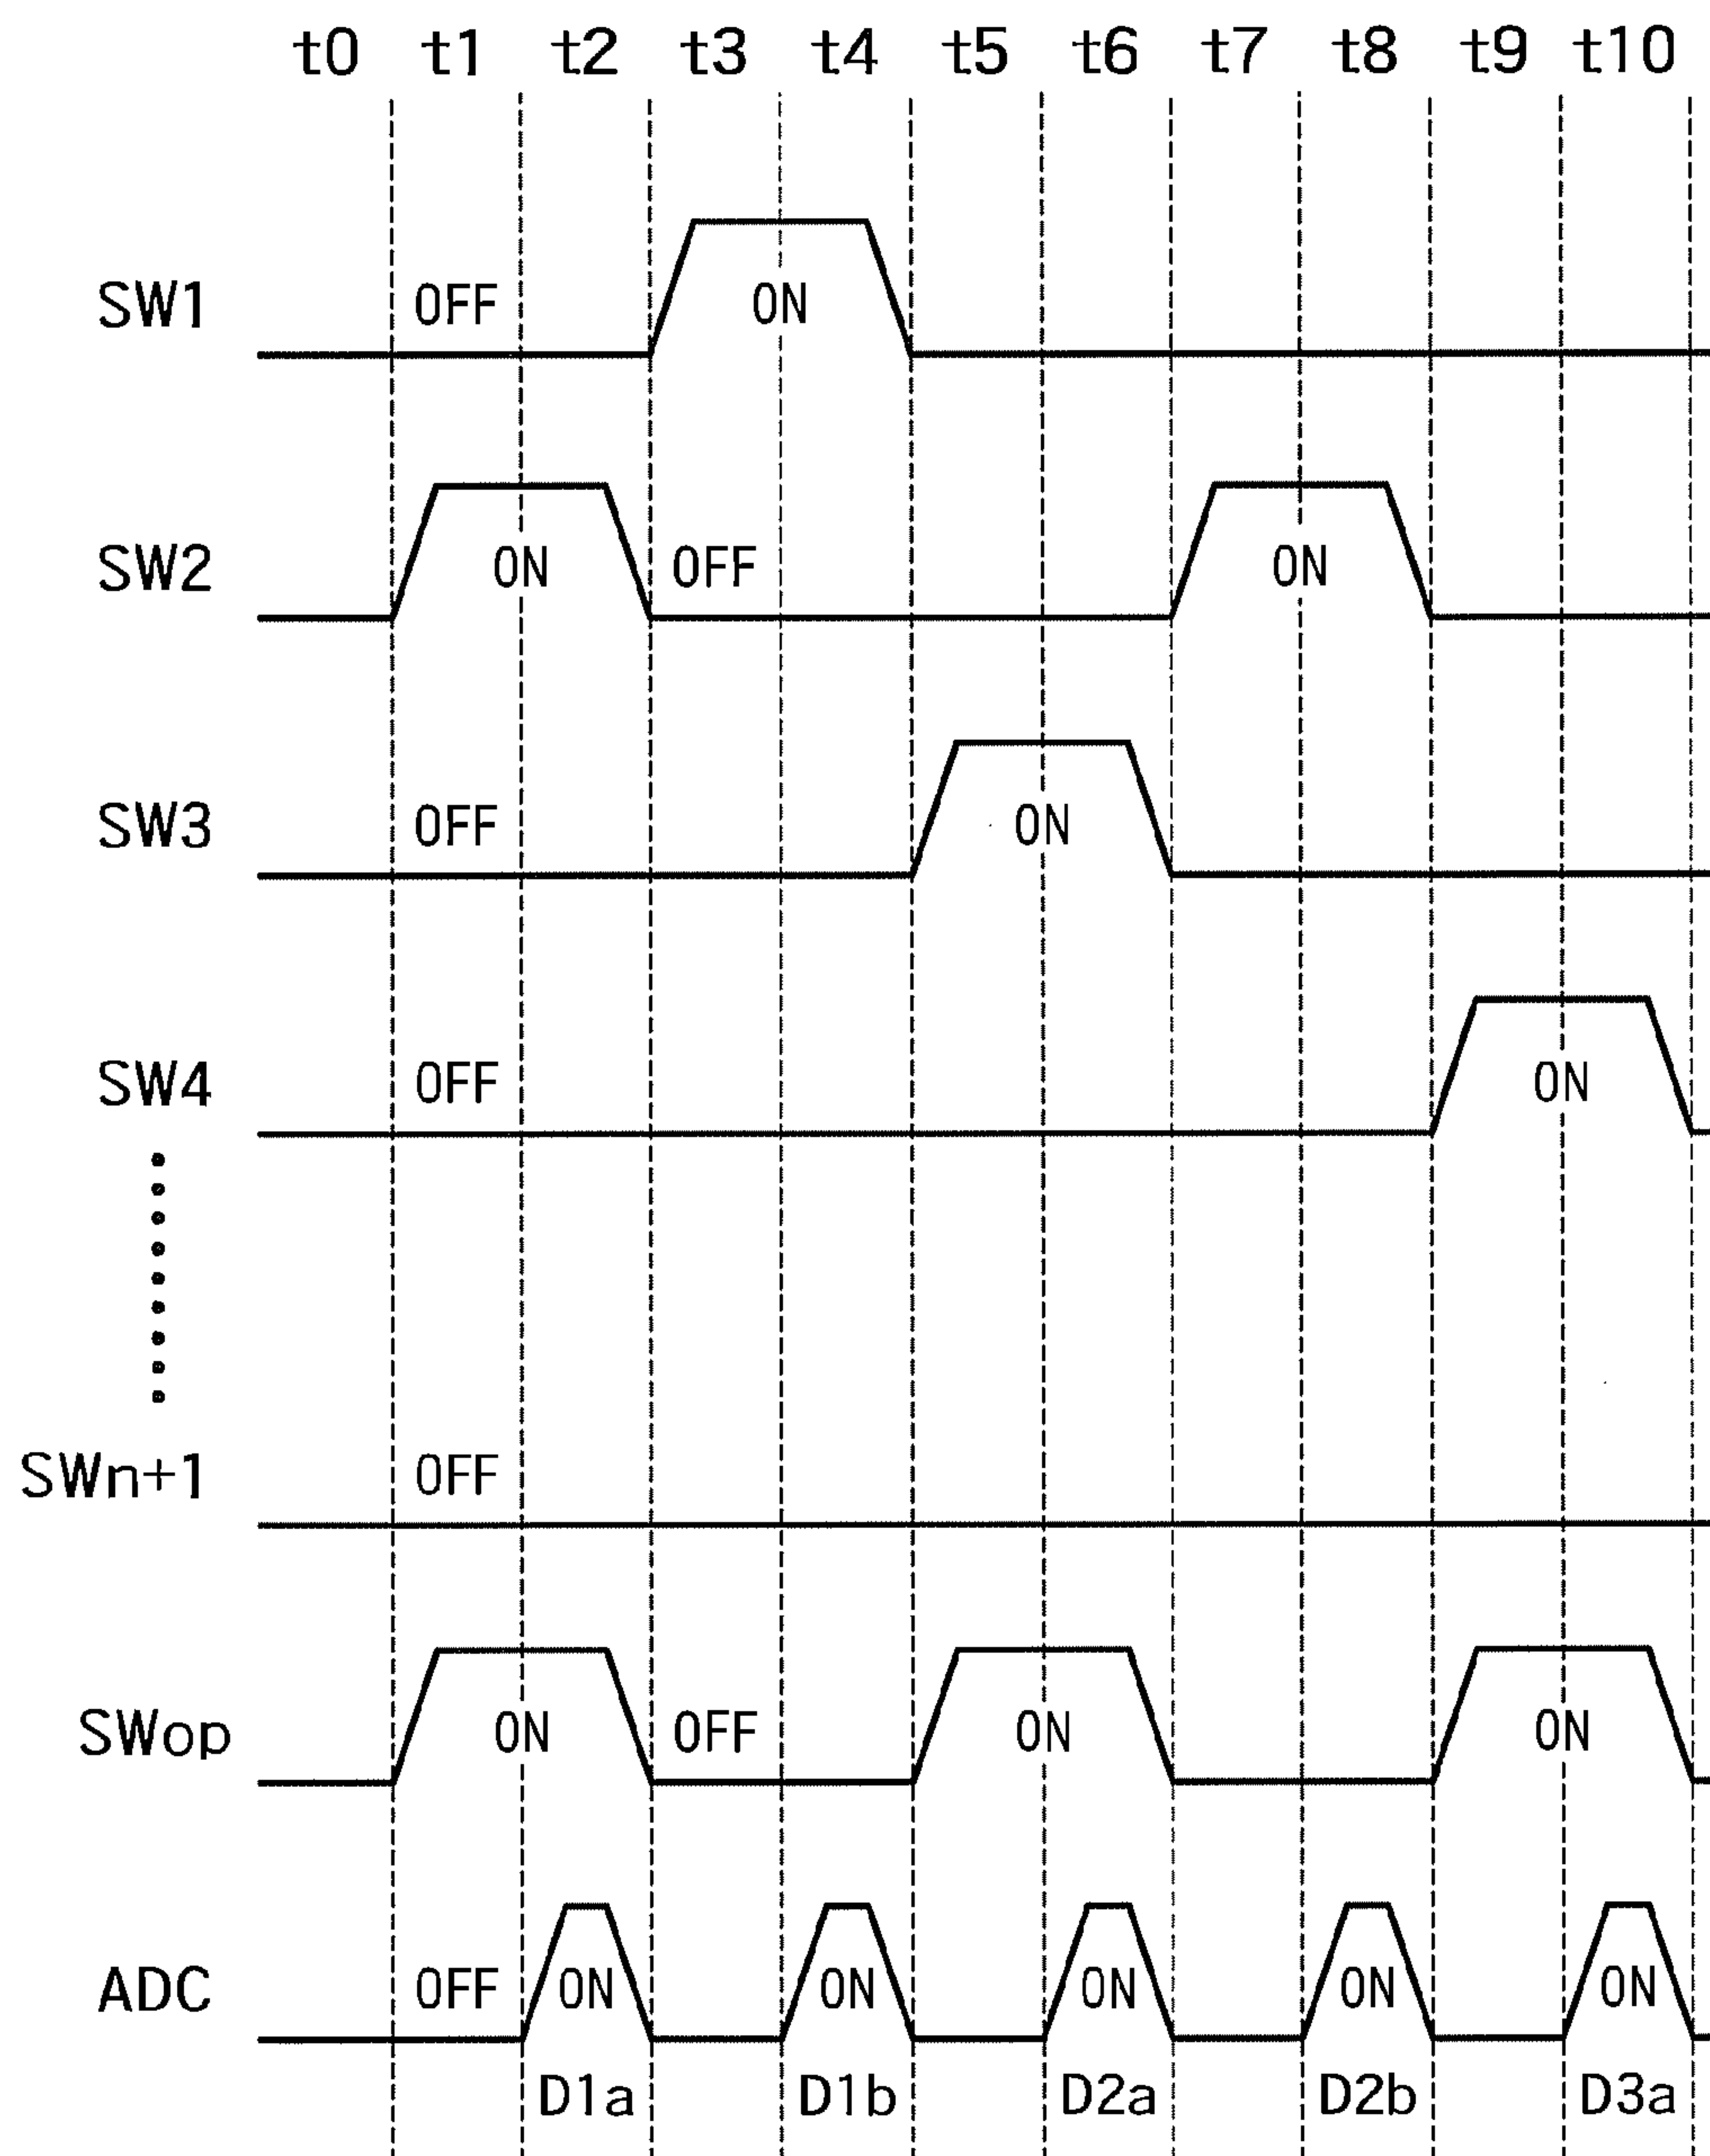 t0 t1 t2 t3 t4 t5 t6 t7 t8 t9 t10
SW1 OFF ON
SW2 ON OFF ON
SW3 OFF ON
SW4 OFF ON
SWn+1 OFF
SWop ON OFF ON ON
ADC OFF ON ON ON ON ON
D1a D1b D2a D2b D3a